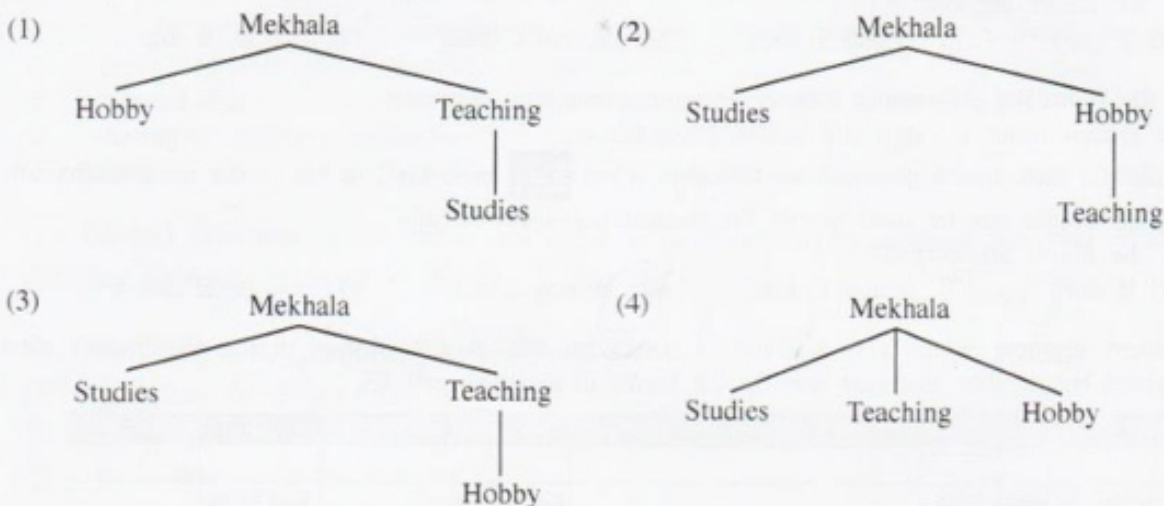 (1) Mekhala (2) Mekhala
Hobby Teaching Studies Hobby
Studies Teaching
(3) Mekhala (4) Mekhala
Studies Teaching Studies Teaching Hobby
Hobby